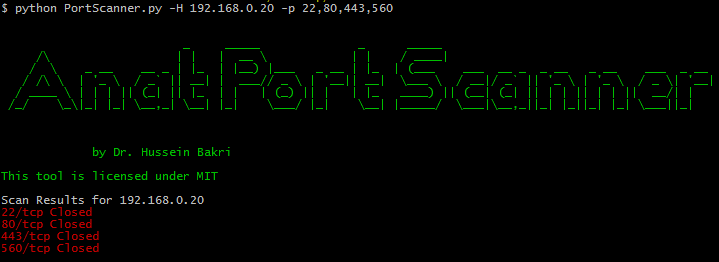 $ python PortScanner.py -H 192.168.0.20 -p 22,80,443,560
AnatPortScanner
by Dr. Hussein Bakri
This tool is licensed under MIT
Scan Results for 192.168.0.20
22/tcp Closed
80/tcp Closed
443/tcp Closed
560/tcp Closed